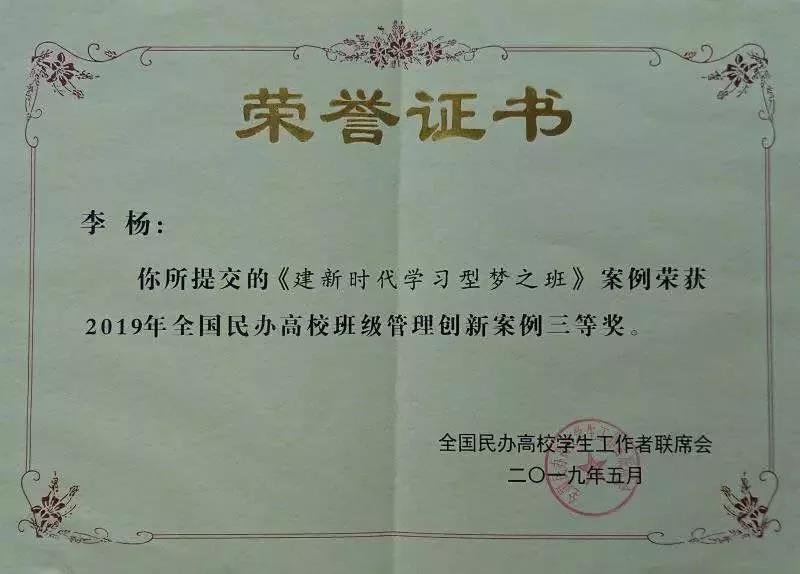 荣誉证书
李杨：
你所提交的《建新时代学习型梦之班》案例荣获
2019年全国民办高校班级管理创新案例三等奖。
全国民办高校学生工作者联席会
二〇一九年五月